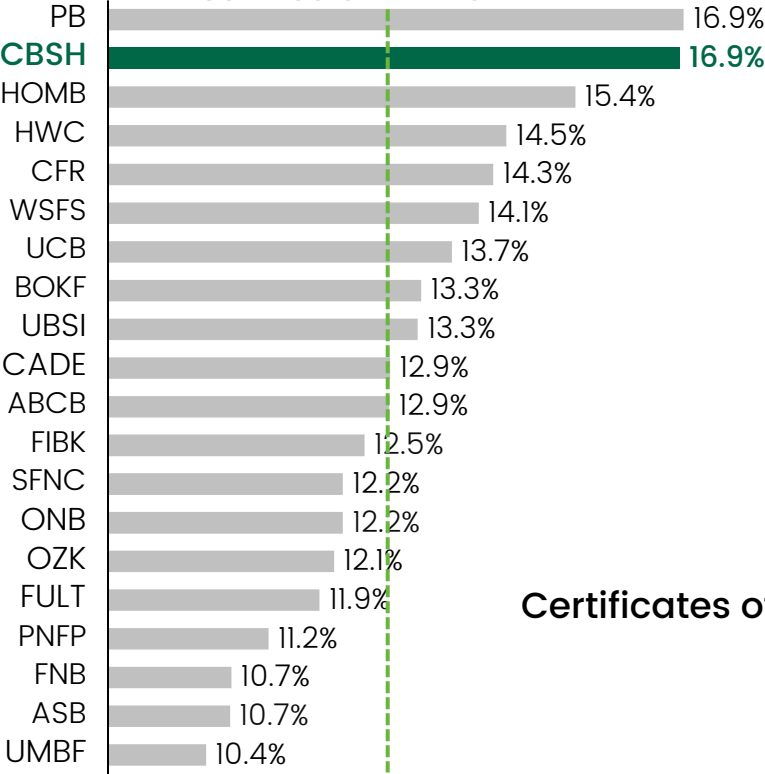 PB 16.9%
CBSH 16.9%
HOMB 15.4%
HWC 14.5%
CFR 14.3%
WSFS 14.1%
UCB 13.7%
BOKF 13.3%
UBSI 13.3%
CADE 12.9%
ABCB 12.9%
FIBK 12.5%
SFNC 12.2%
ONB 12.2%
OZK 12.1%
FULT 11.9%
Certificates
PNFP 11.2%
FNB 10.7%
ASB 10.7%
UMBF 10.4%